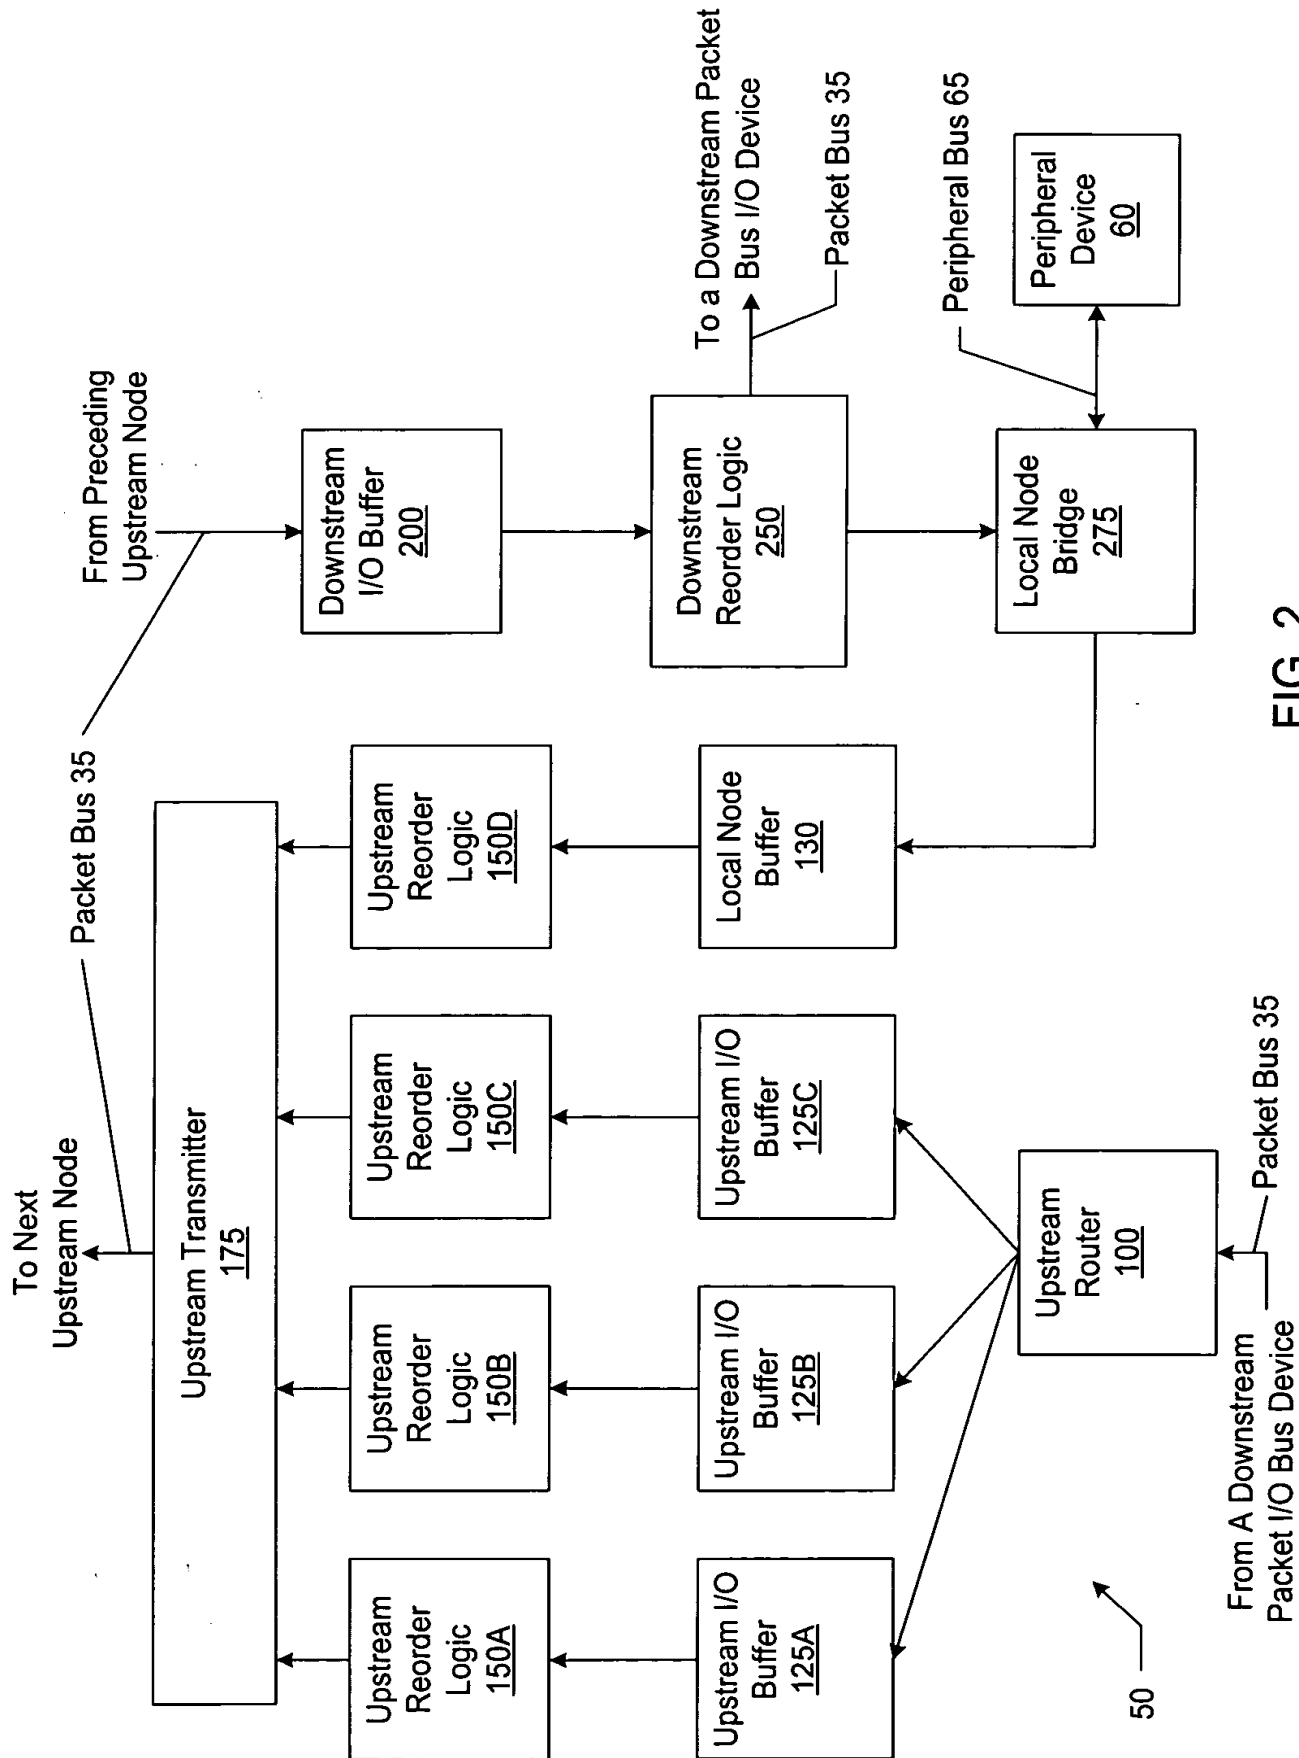 To Next
Upstream Node
Packet Bus 35
From Preceding
Upstream Node
Upstream Transmitter
175
Upstream
Reorder
Logic
150A
Upstream
Reorder
Logic
150B
Upstream
Reorder
Logic
150C
Upstream
Reorder
Logic
150D
Downstream
I/O Buffer
200
Upstream I/O
Buffer
125A
Upstream I/O
Buffer
125B
Upstream I/O
Buffer
125C
Local Node
Buffer
130
Downstream
Reorder Logic
250
To a Downstream Packet
Bus I/O Device
Packet Bus 35
Upstream
Router
100
Local Node
Bridge
275
Peripheral Bus 65
Peripheral
Device
60
50
From A Downstream
Packet I/O Bus Device
Packet Bus 35
FIG. 2